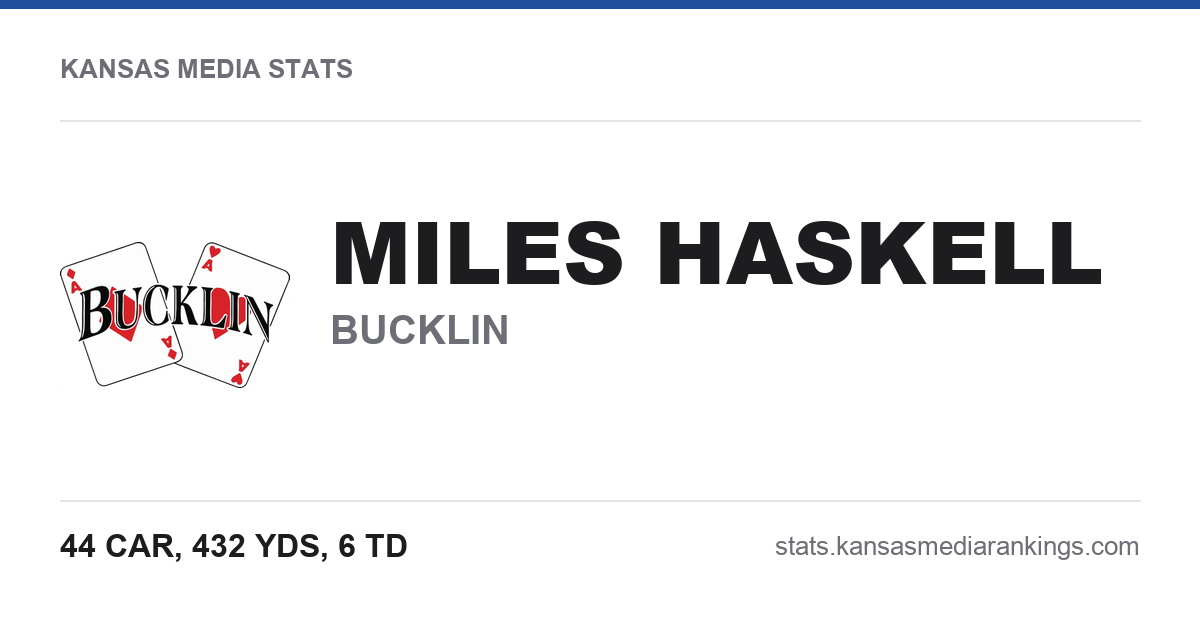 KANSAS MEDIA STATS
A
A
BUCKLIN
A
A
MILES HASKELL
BUCKLIN
44 CAR, 432 YDS, 6 TD
stats.kansasmediarankings.com